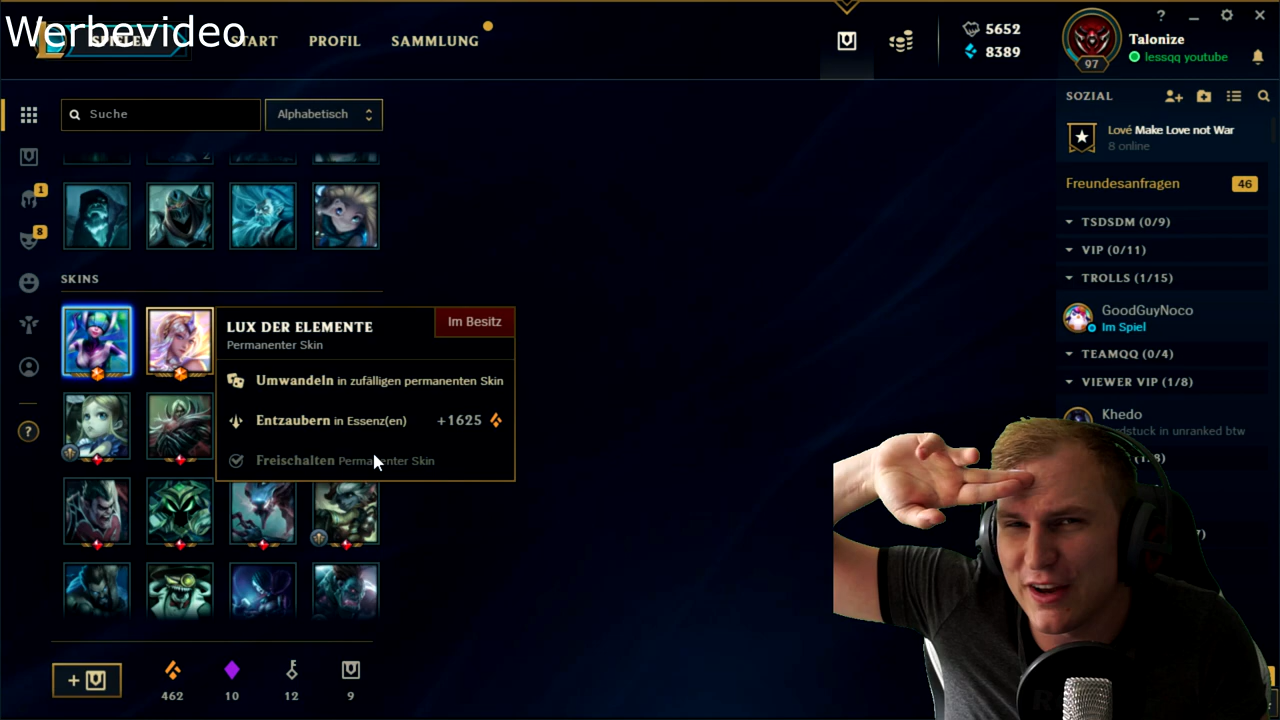 Werbevideo
START
PROFIL
SAMMLUNG
5652
8389
97
?
Talonize
lessqq youtube
Suche
Alphabetisch
SOZIAL
Lové Make Love not War
8 online
1
Freundesanfragen
46
8
TSDSDM (0/9)
VIP (0/11)
SKINS
TROLLS (1/15)
GoodGuyNoco
Im Spiel
LUX DER ELEMENTE
Im Besitz
Permanenter Skin
TEAMQQ (0/4)
Umwandeln in zufälligen permanenten Skin
VIEWER VIP (1/8)
Entzaubern in Essenz(en)
+1625
Khedo
?
in unranked btw
Freischalten Permanenter Skin
462
10
12
9